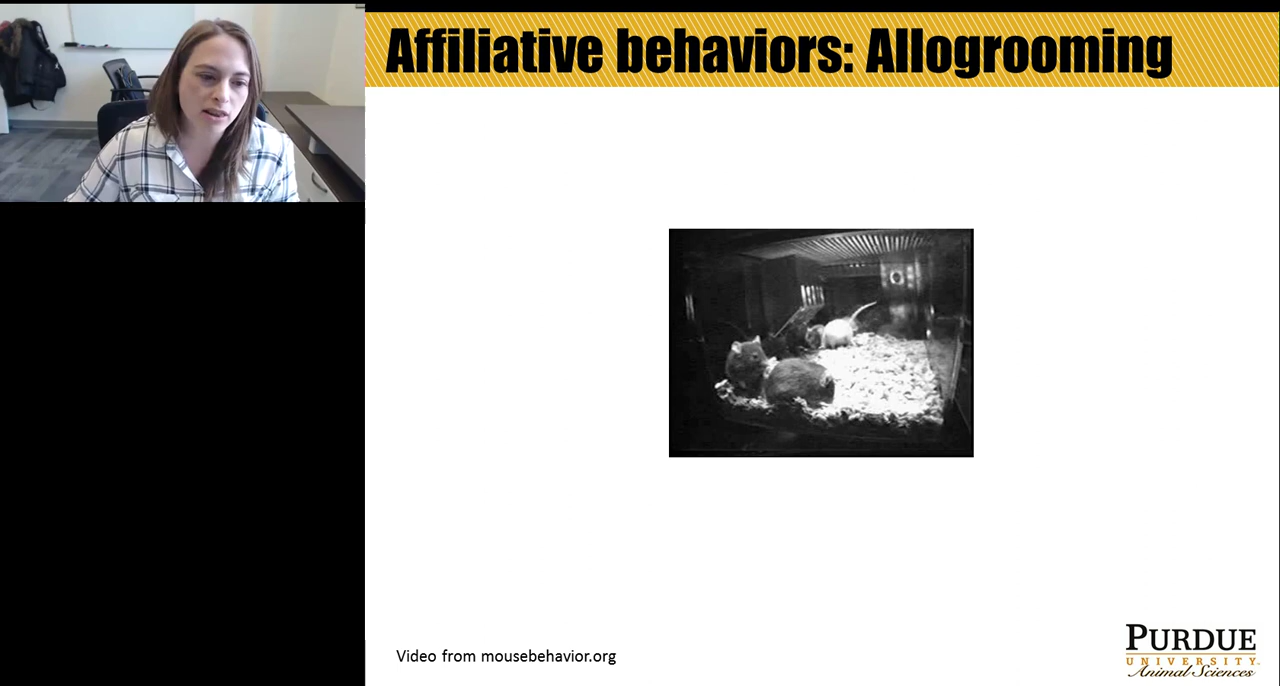 Affiliative behaviors: Allogrooming
Video from mousebehavior.org
PURDUE
UNIVERSITY
Animal Sciences